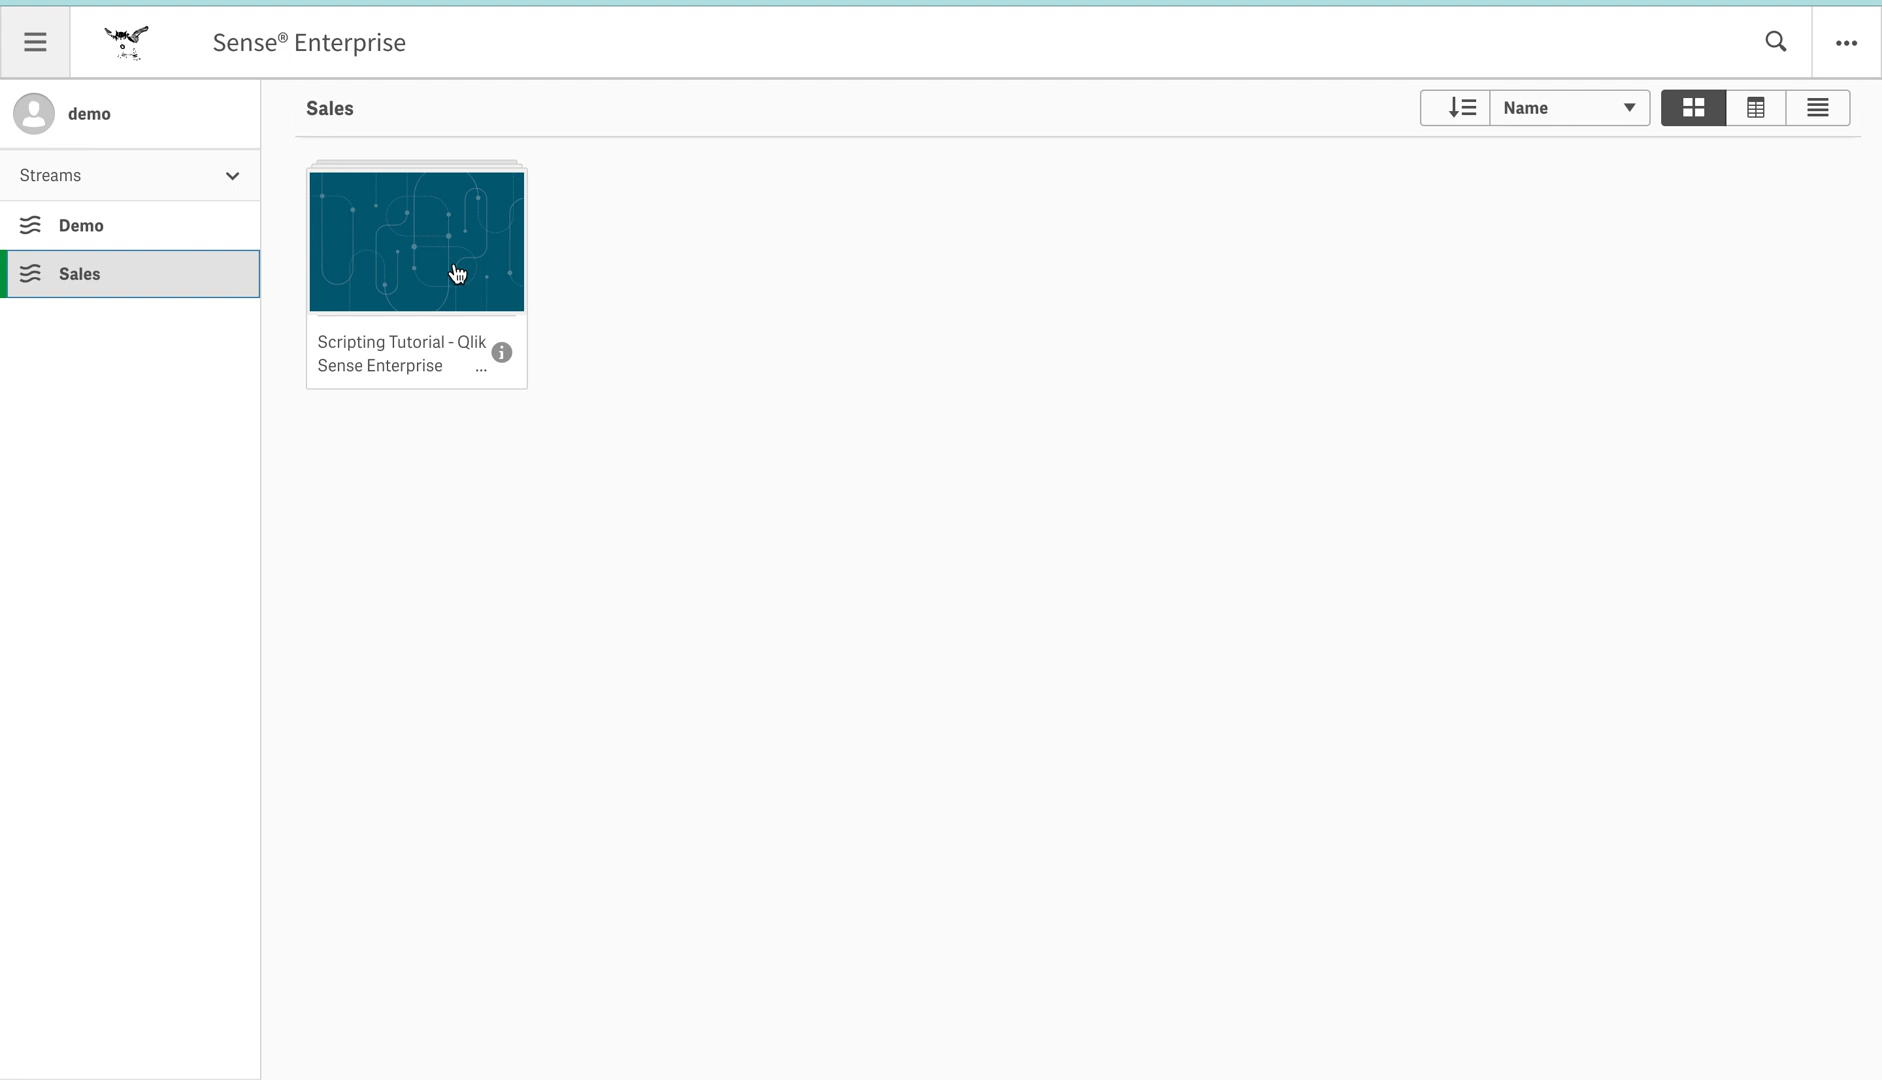 Sense® Enterprise
demo
Sales
Name
Streams
Demo
Sales
Scripting Tutorial - Qlik
Sense Enterprise ...